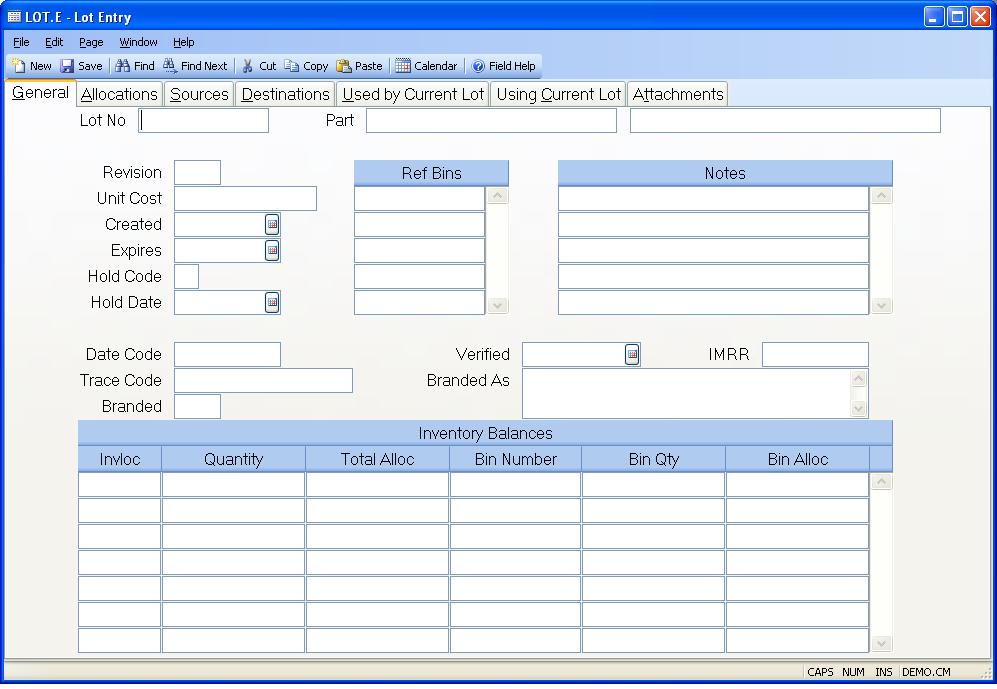 LOT.E - Lot Entry
File Edit Page Window Help
New Save Find Find Next Cut Copy Paste Calendar Field Help
General Allocations Sources Destinations Used by Current Lot Using Current Lot Attachments
Lot No Part
Revision Ref Bins Notes
Unit Cost
Created
Expires
Hold Code
Hold Date
Date Code Verified IMRR
Trace Code Branded As
Branded
Inventory Balances
Invloc Quantity Total Alloc Bin Number Bin Qty Bin Alloc
CAPS NUM INS DEMO.CM